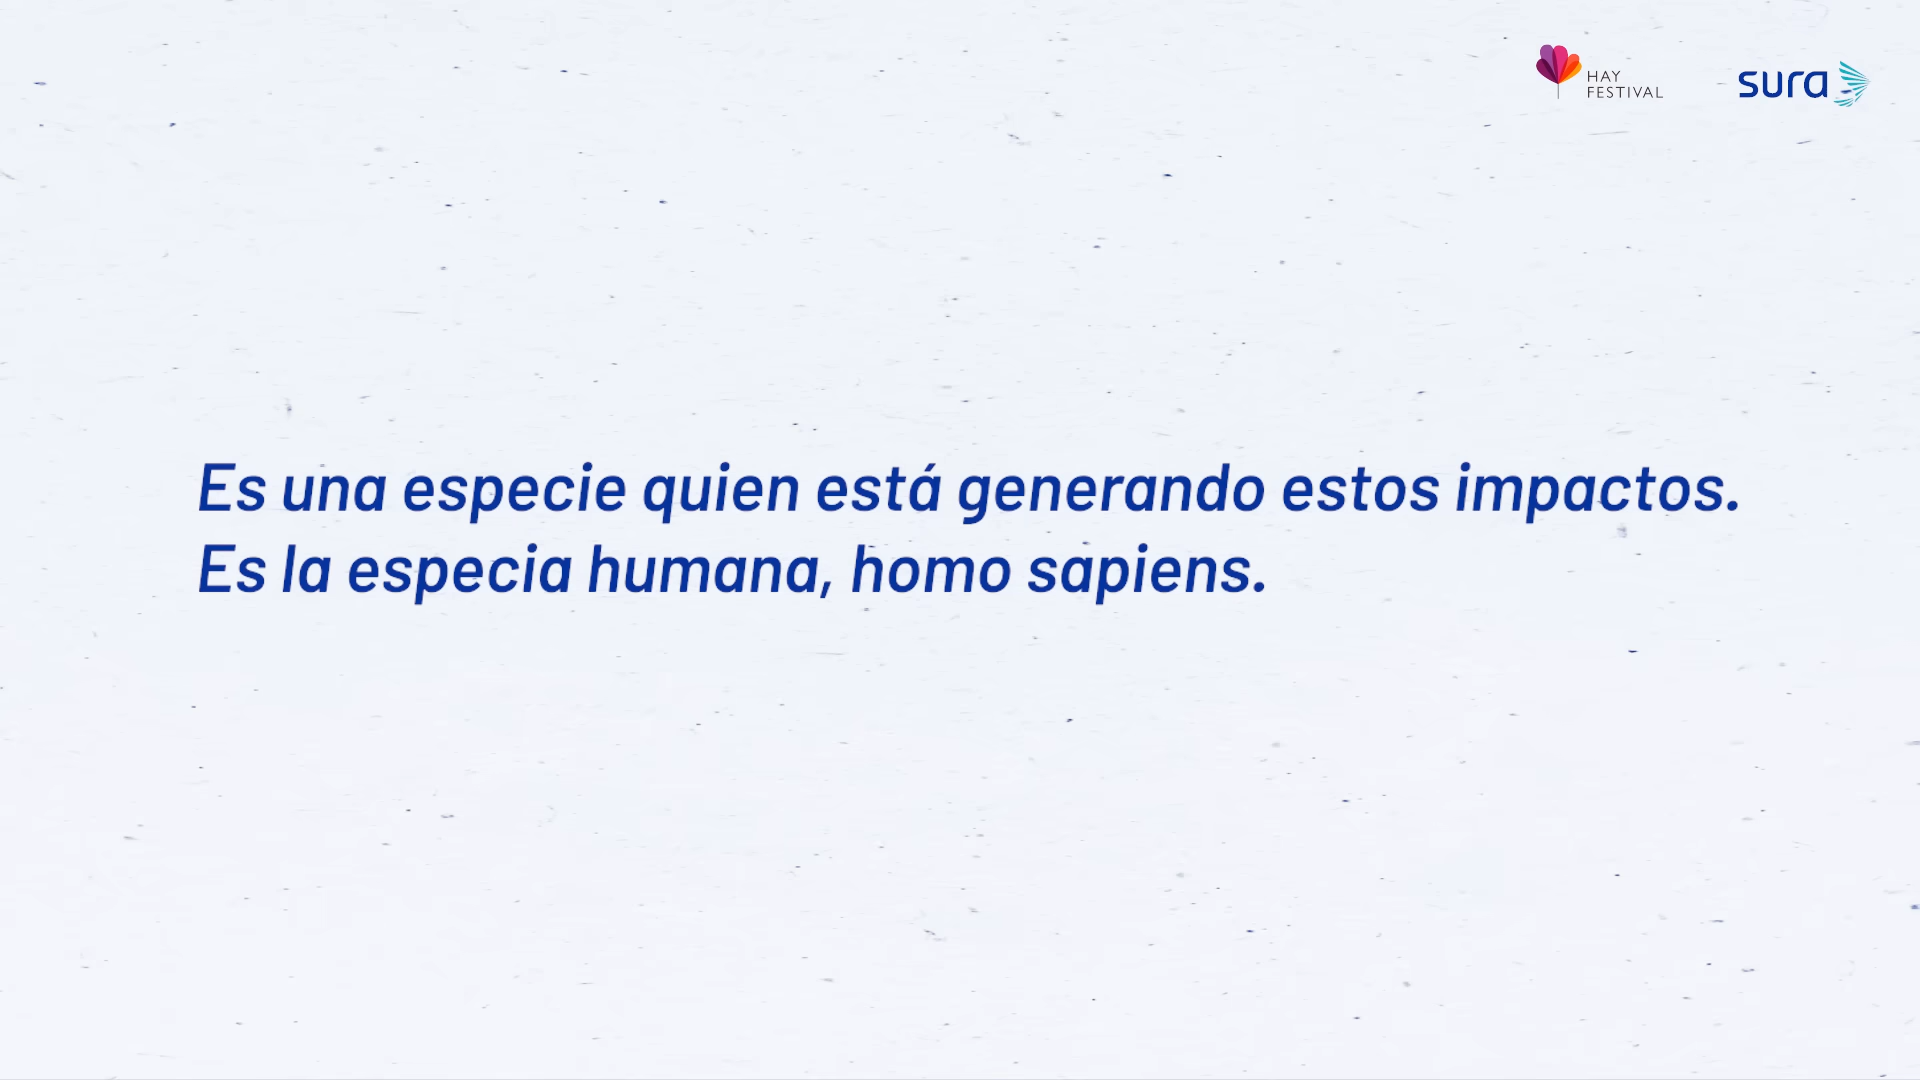 HAY
FESTIVAL
sura
Es una especie quien está generando estos impactos.
Es la especia humana, homo sapiens.